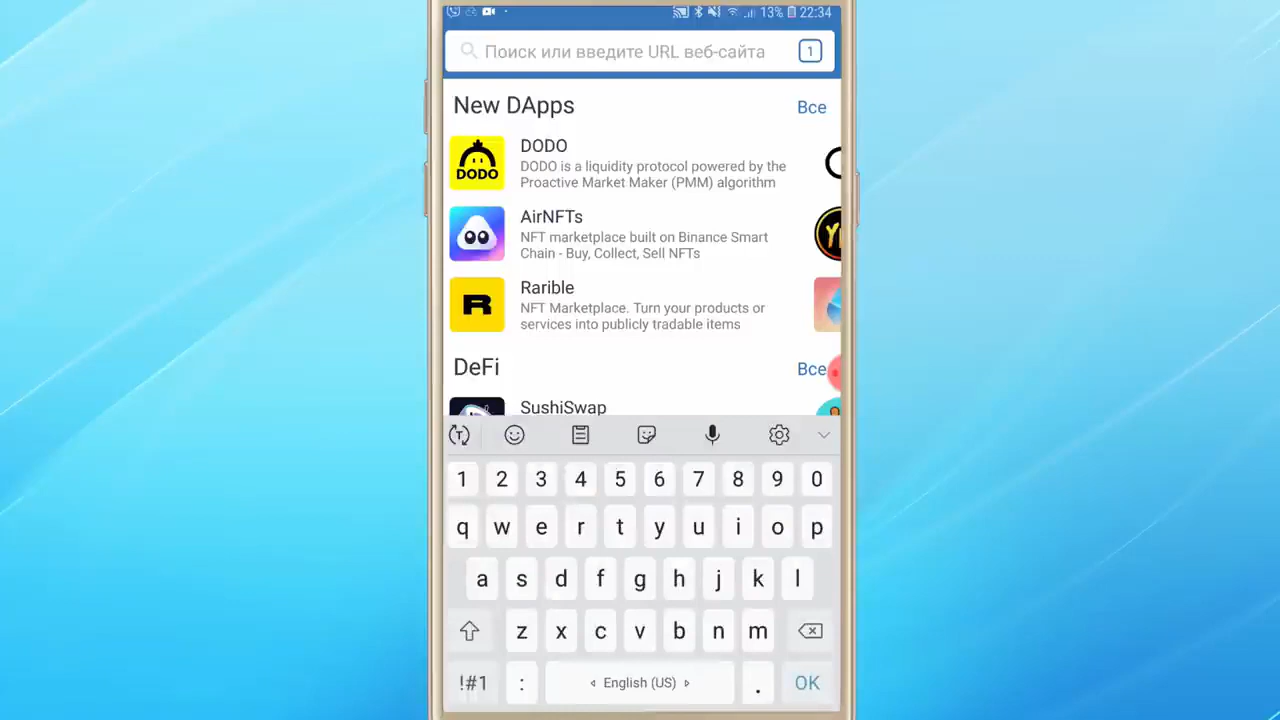 13% 22:34
Поиск или введите URL веб-сайта 1
New DApps Все
DODO
DODO is a liquidity protocol powered by the
Proactive Market Maker (PMM) algorithm
DODO
AirNFTs
NFT marketplace built on Binance Smart
Chain - Buy, Collect, Sell NFTs
Rarible
NFT Marketplace. Turn your products or
services into publicly tradable items
R
DeFi Все
SushiSwap
T
1 2 3 4 5 6 7 8 9 0
q w e r t y u i o p
a s d f g h j k l
z x c v b n m
!#1 : English (US) . OK